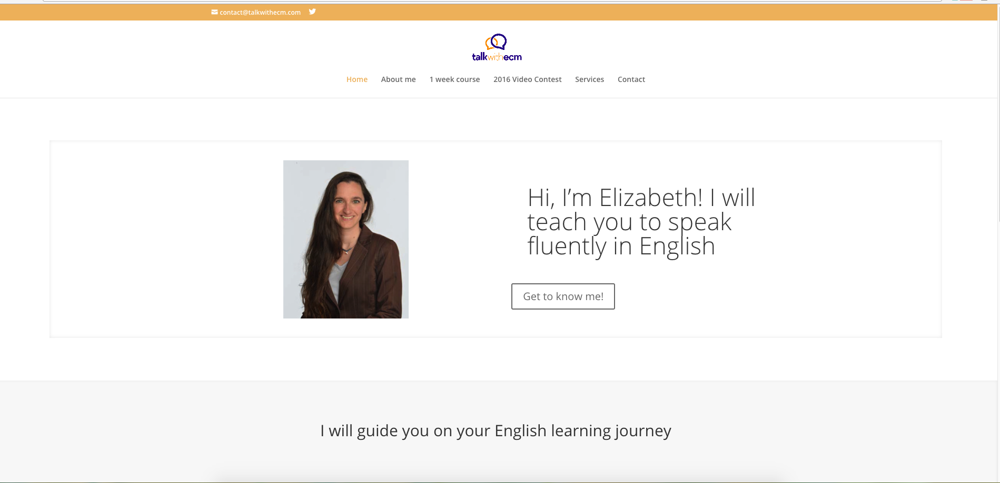 contact@talkwithecm.com
talkwithecm
Home About me 1 week course 2016 Video Contest Services Contact
Hi, I’m Elizabeth! I will
teach you to speak
fluently in English
Get to know me!
I will guide you on your English learning journey